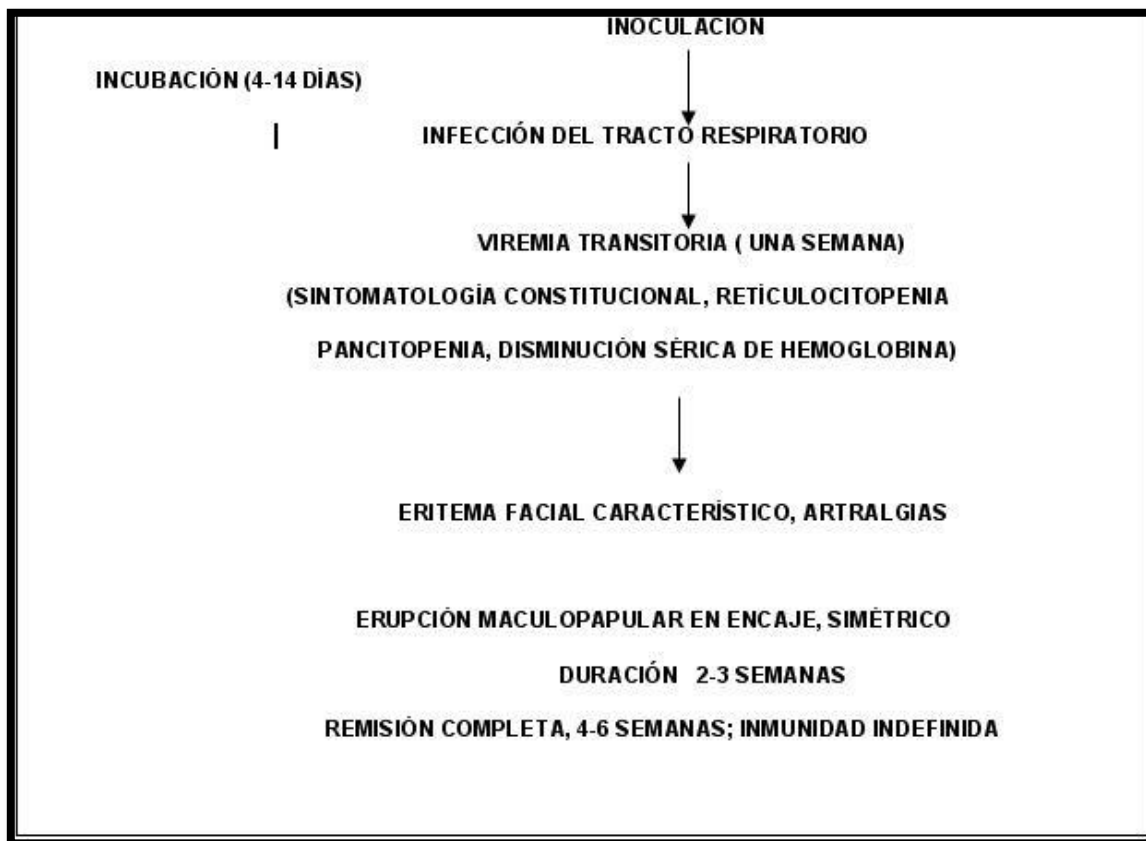 INOCULACIÓN
INCUBACIÓN (4-14 DÍAS)
INFECCIÓN DEL TRACTO RESPIRATORIO
VIREMIA TRANSITORIA ( UNA SEMANA)
(SINTOMATOLOGÍA CONSTITUCIONAL, RETÍCULOCITOPENIA
PANCITOPENIA, DISMINUCIÓN SÉRICA DE HEMOGLOBINA)
ERITEMA FACIAL CARACTERÍSTICO, ARTRALGIAS
ERUPCIÓN MACULOPAPULAR EN ENCAJE, SIMÉTRICO
DURACIÓN 2-3 SEMANAS
REMISIÓN COMPLETA, 4-6 SEMANAS; INMUNIDAD INDEFINIDA